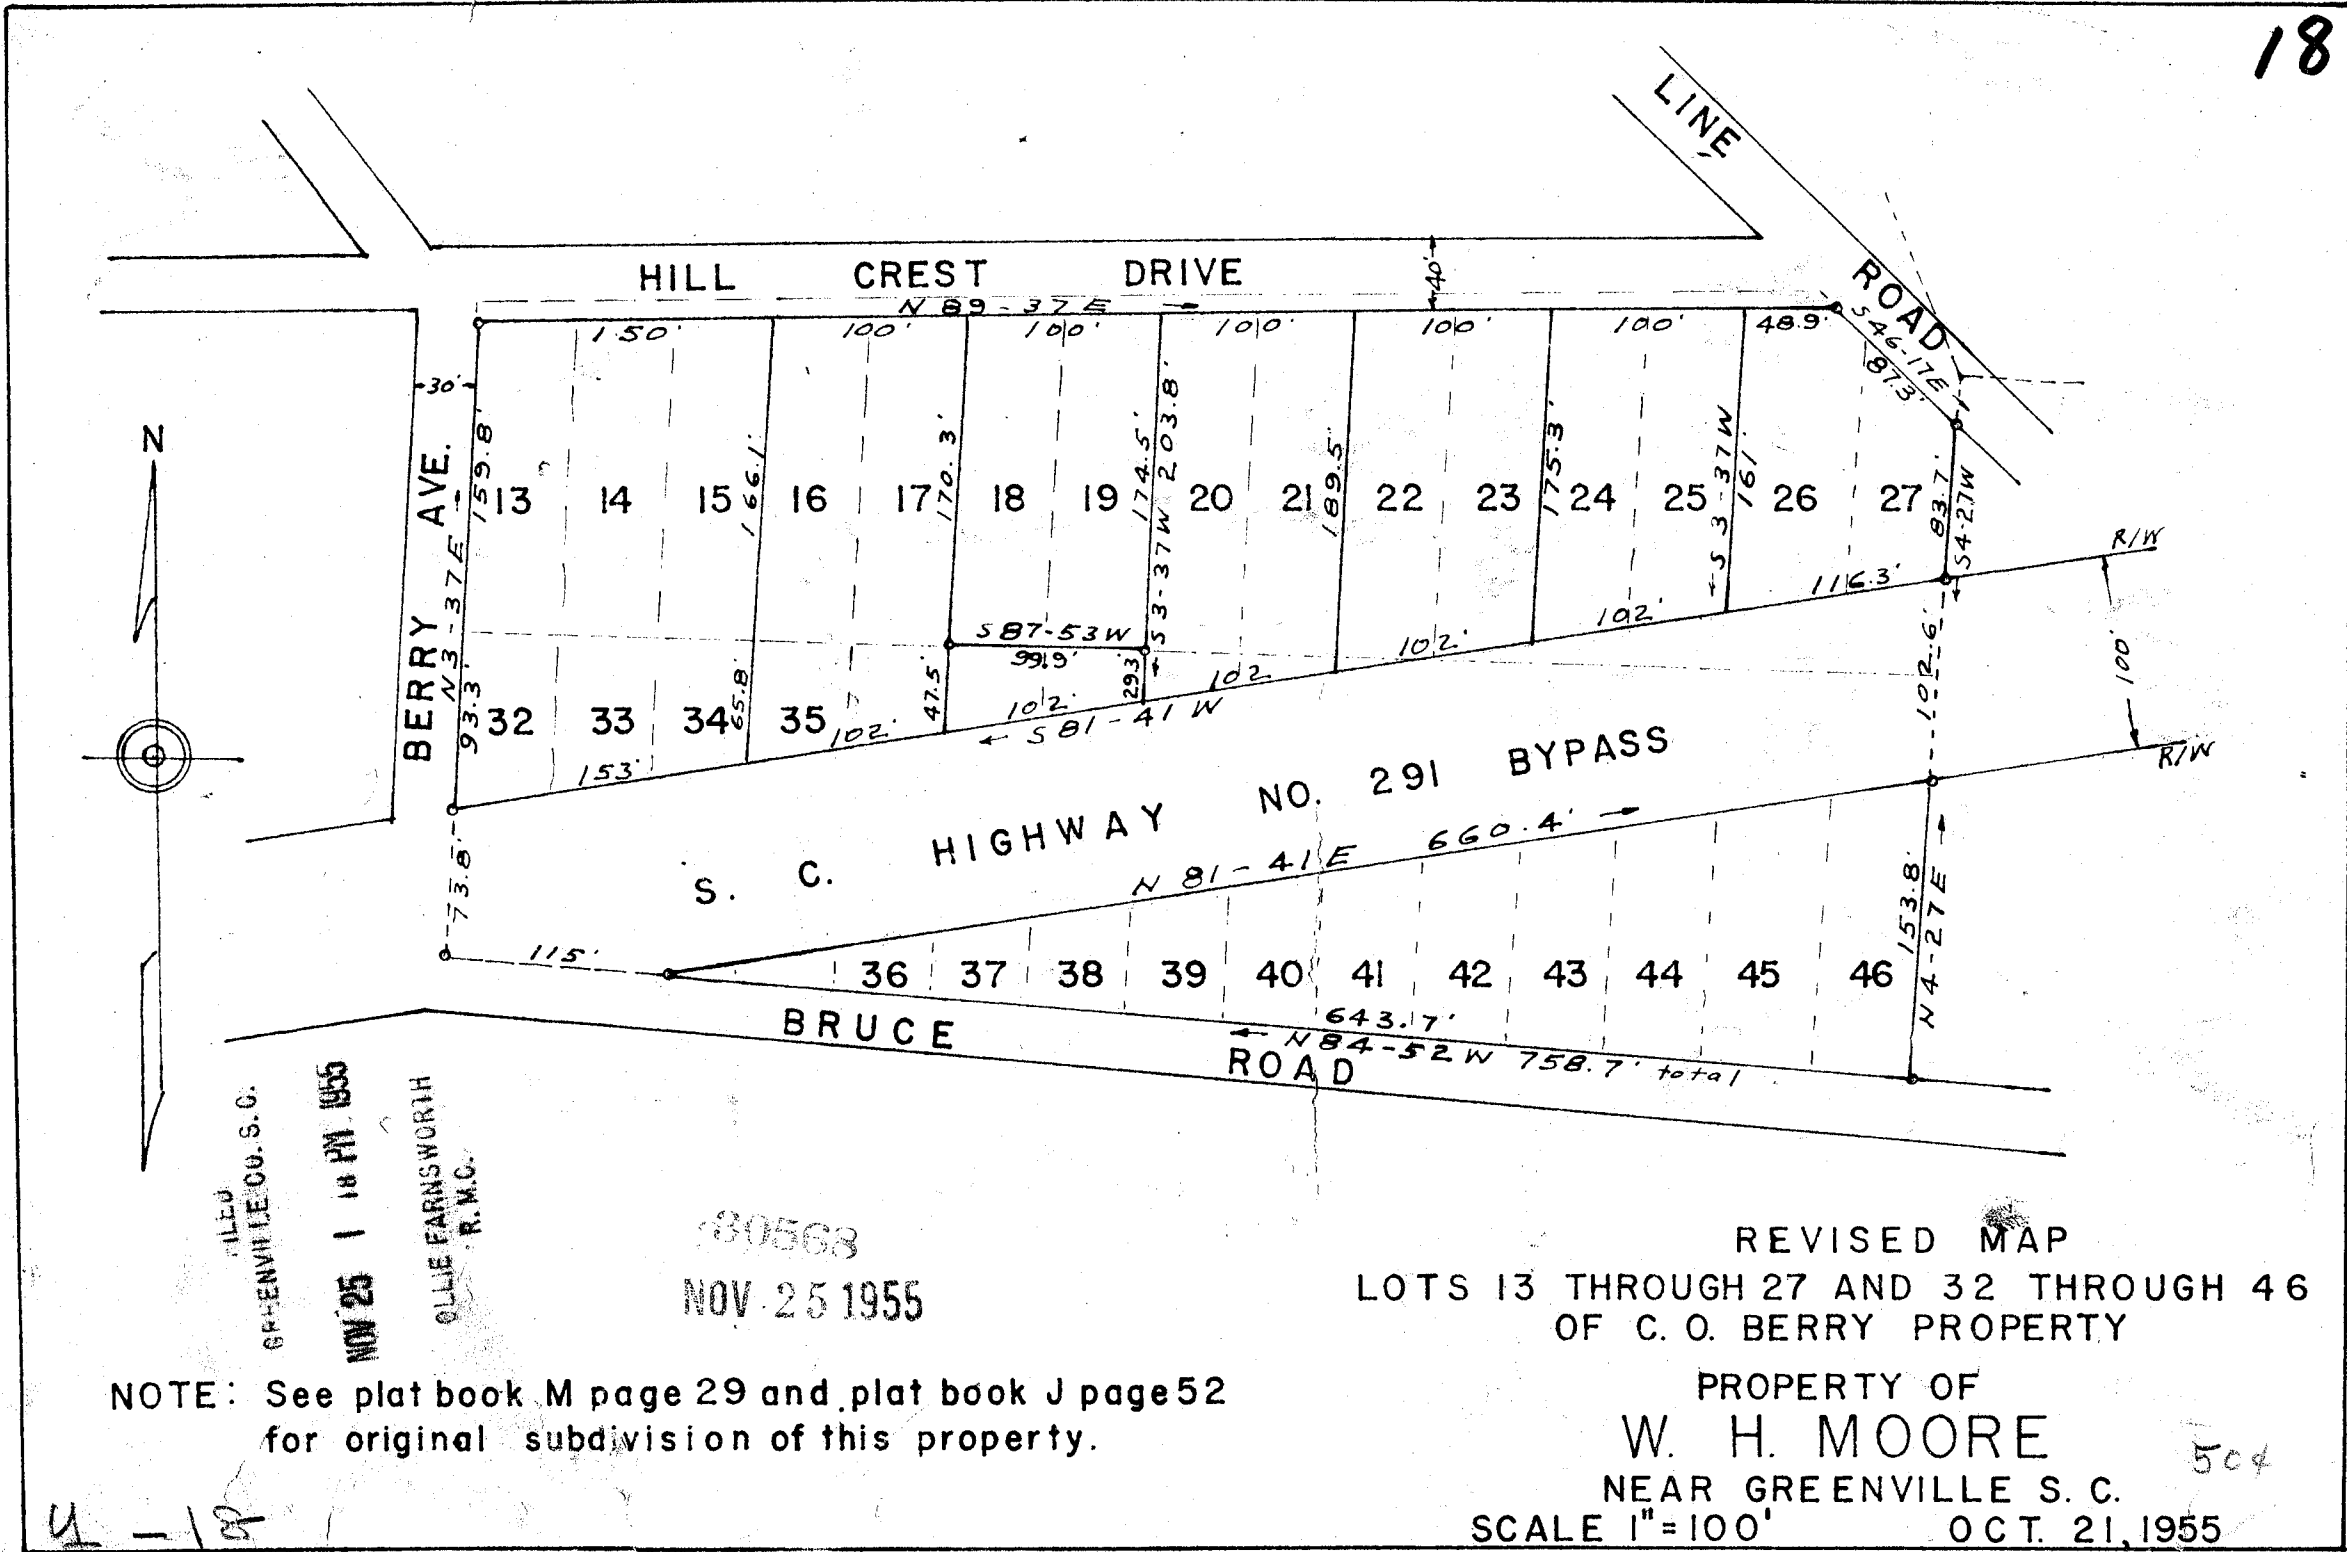 18
LINE ROAD
HILL CREST DRIVE
40'
N 89-37 E
150' 100' 100' 100' 100' 100' 48.9'
S 46-17 E
87.3'
30'
N
BERRY AVE.
N 3-37 E
159.8'
93.3'
166.1'
65.8'
170.3'
47.5'
174.5'
29.3'
S 3-37 W 203.8'
189.5'
175.3'
S 3-37 W
161'
83.7'
S 4-27 W
13 14 15 16 17 18 19 20 21 22 23 24 25 26 27
S 87-53 W
99.9'
32 33 34 35
153' 102' 102' 102 102' 102' 116.3'
S 81-41 W
R/W
100'
R/W
102.6'
S. C. HIGHWAY NO. 291 BYPASS
N 81-41 E 660.4'
73.8'
115'
36 37 38 39 40 41 42 43 44 45 46
153.8'
N 4-27 E
643.7'
N 84-52 W 758.7' total
BRUCE ROAD
FILED
GREENVILLE CO. S. C.
NOV 25 1 18 PM 1955
OLLIE FARNSWORTH
R. M. C.
30568
NOV 25 1955
REVISED MAP
LOTS 13 THROUGH 27 AND 32 THROUGH 46
OF C. O. BERRY PROPERTY
PROPERTY OF
W. H. MOORE
NEAR GREENVILLE S. C.
SCALE 1"=100' OCT. 21, 1955
50¢
NOTE: See plat book M page 29 and plat book J page 52
for original subdivision of this property.